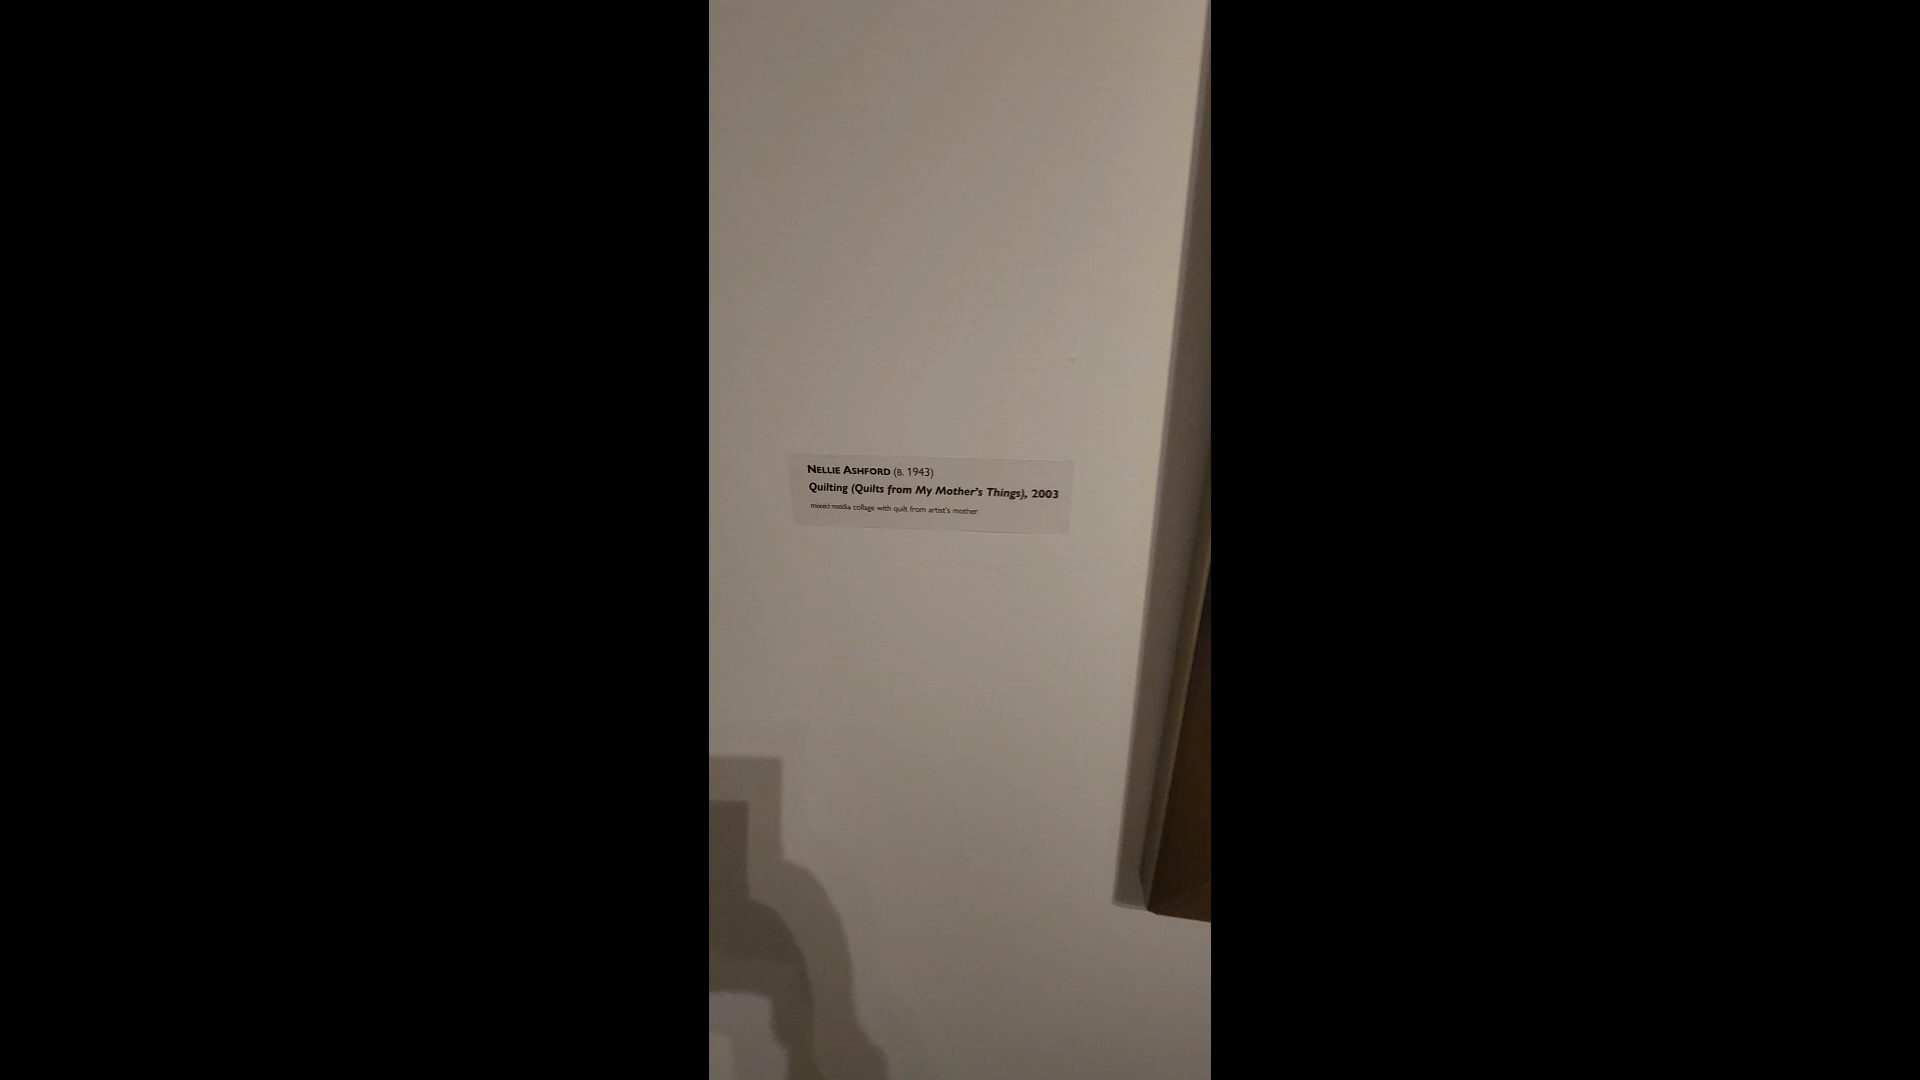 NELLIE ASHFORD (B. 1943)
Quilting (Quilts from My Mother's Things), 2003
mixed media collage with quilt from artist's mother